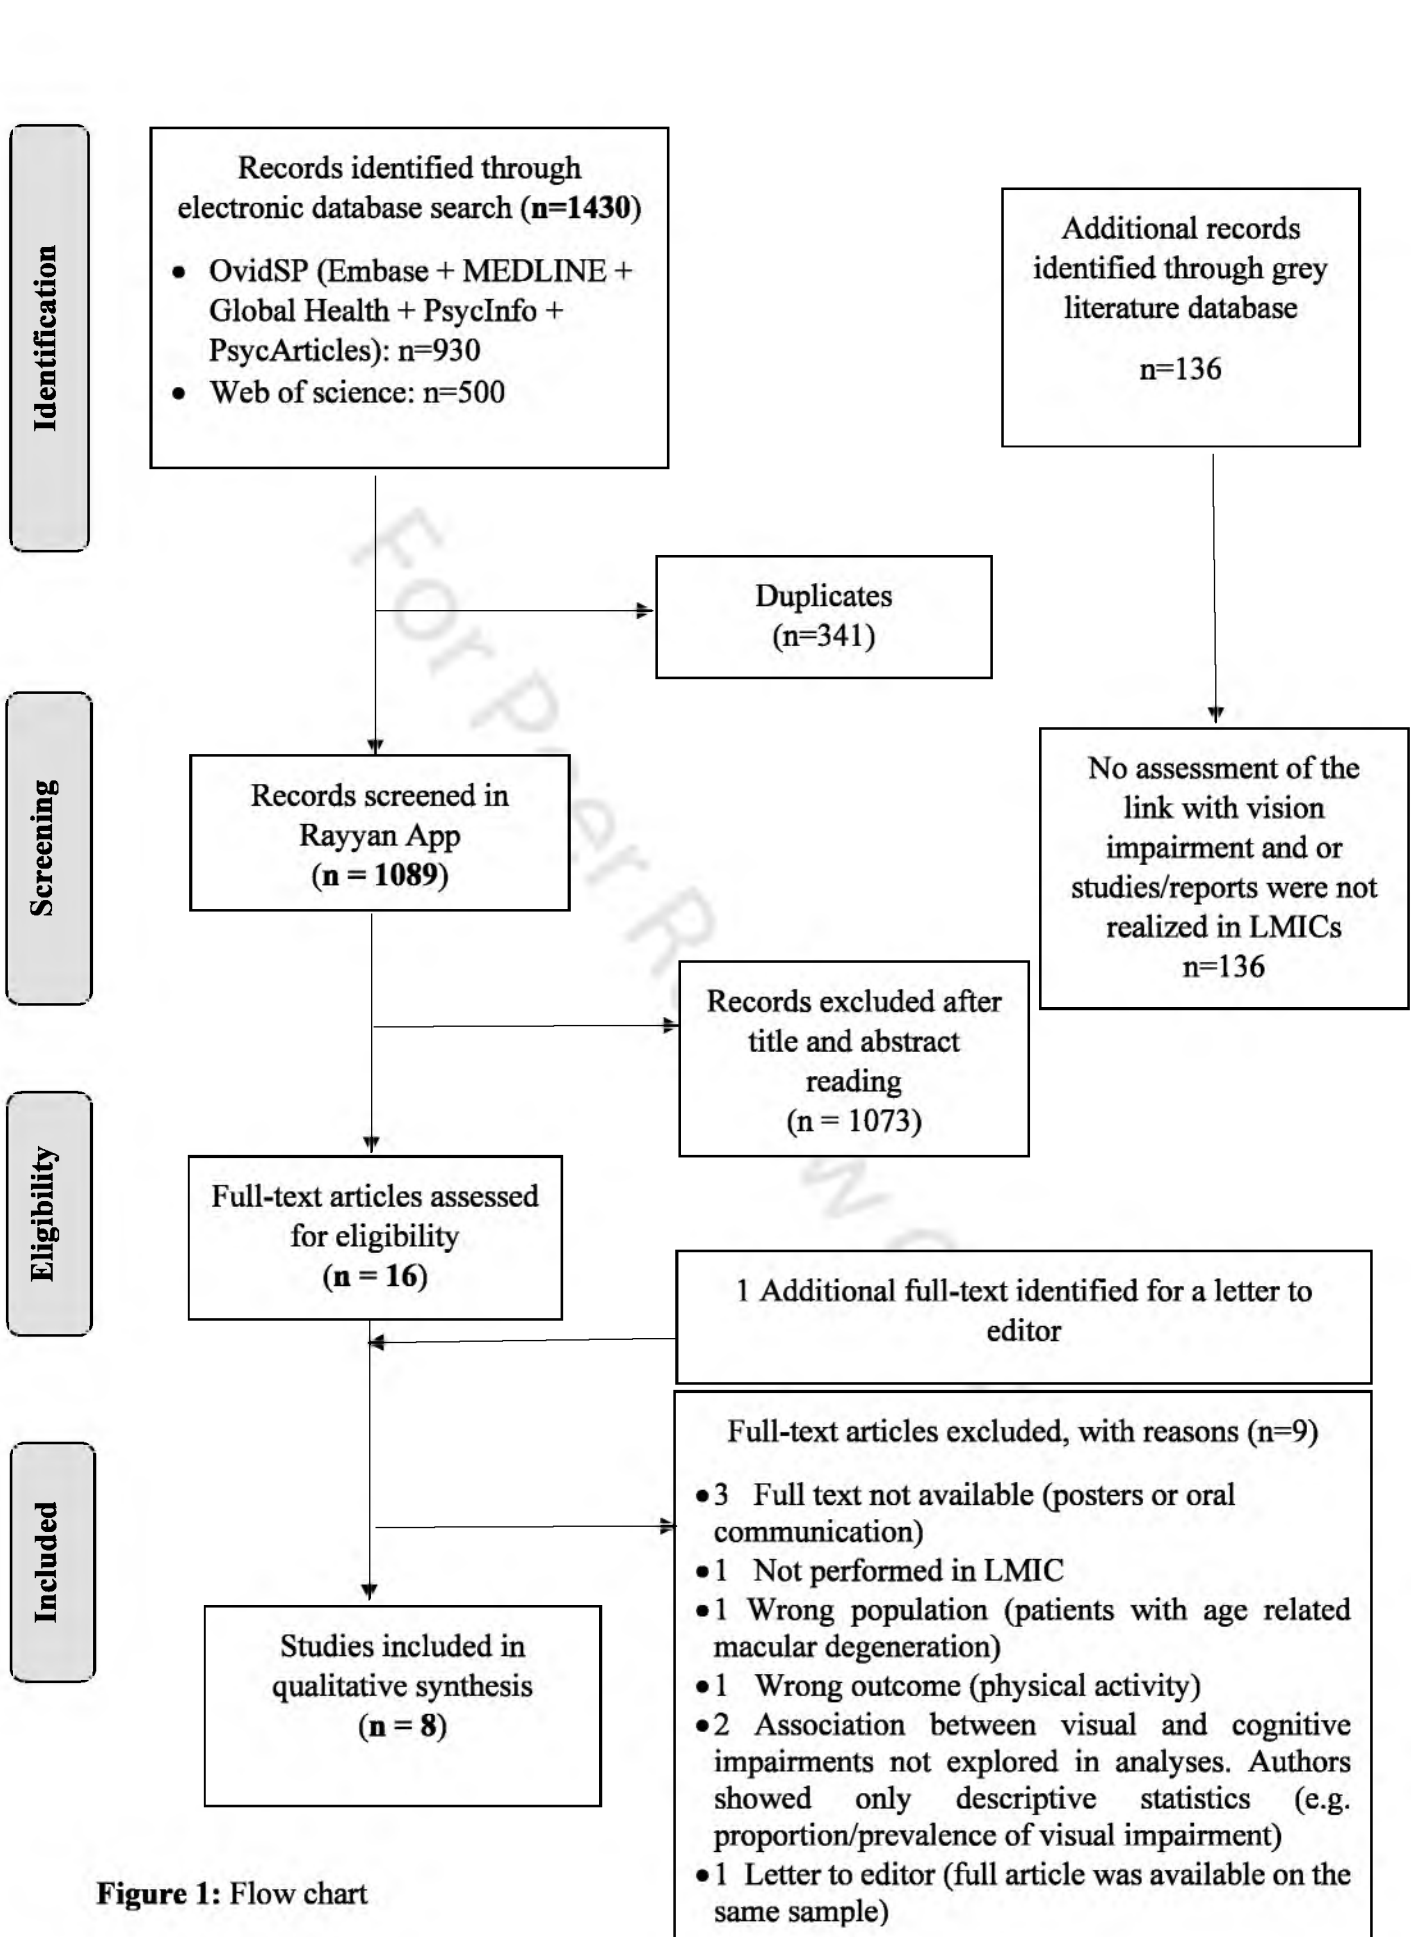 Identification
Records identified through
electronic database search (n=1430)
• OvidSP (Embase + MEDLINE +
Global Health + PsycInfo +
PsycArticles): n=930
• Web of science: n=500
Additional records
identified through grey
literature database
n=136
Duplicates
(n=341)
Screening
Records screened in
Rayyan App
(n = 1089)
No assessment of the
link with vision
impairment and or
studies/reports were not
realized in LMICs
n=136
Records excluded after
title and abstract
reading
(n = 1073)
Eligibility
Full-text articles assessed
for eligibility
(n = 16)
1 Additional full-text identified for a letter to
editor
Included
Full-text articles excluded, with reasons (n=9)
•3 Full text not available (posters or oral
communication)
•1 Not performed in LMIC
•1 Wrong population (patients with age related
macular degeneration)
•1 Wrong outcome (physical activity)
•2 Association between visual and cognitive
impairments not explored in analyses. Authors
showed only descriptive statistics (e.g.
proportion/prevalence of visual impairment)
•1 Letter to editor (full article was available on the
same sample)
Studies included in
qualitative synthesis
(n = 8)
Figure 1: Flow chart
For Peer R w